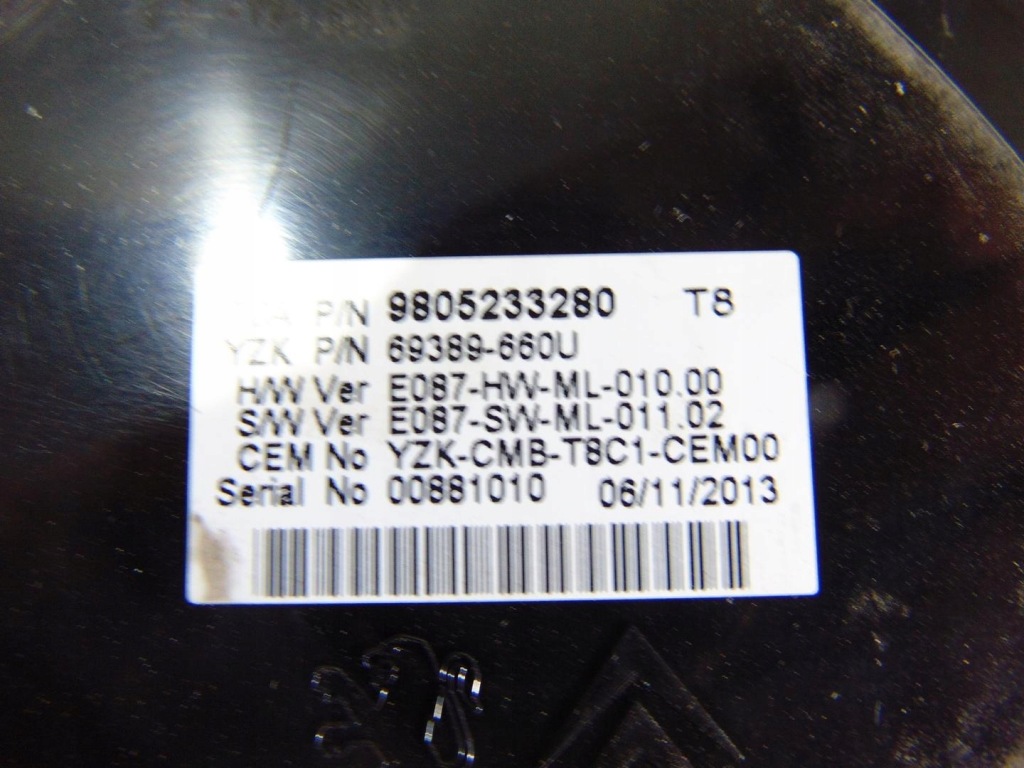 P/N 9805233280 T8
YZK P/N 69389-660U
H/W Ver E087-HW-ML-010.00
S/W Ver E087-SW-ML-011.02
CEM No YZK-CMB-T8C1-CEM00
Serial No 00881010 06/11/2013